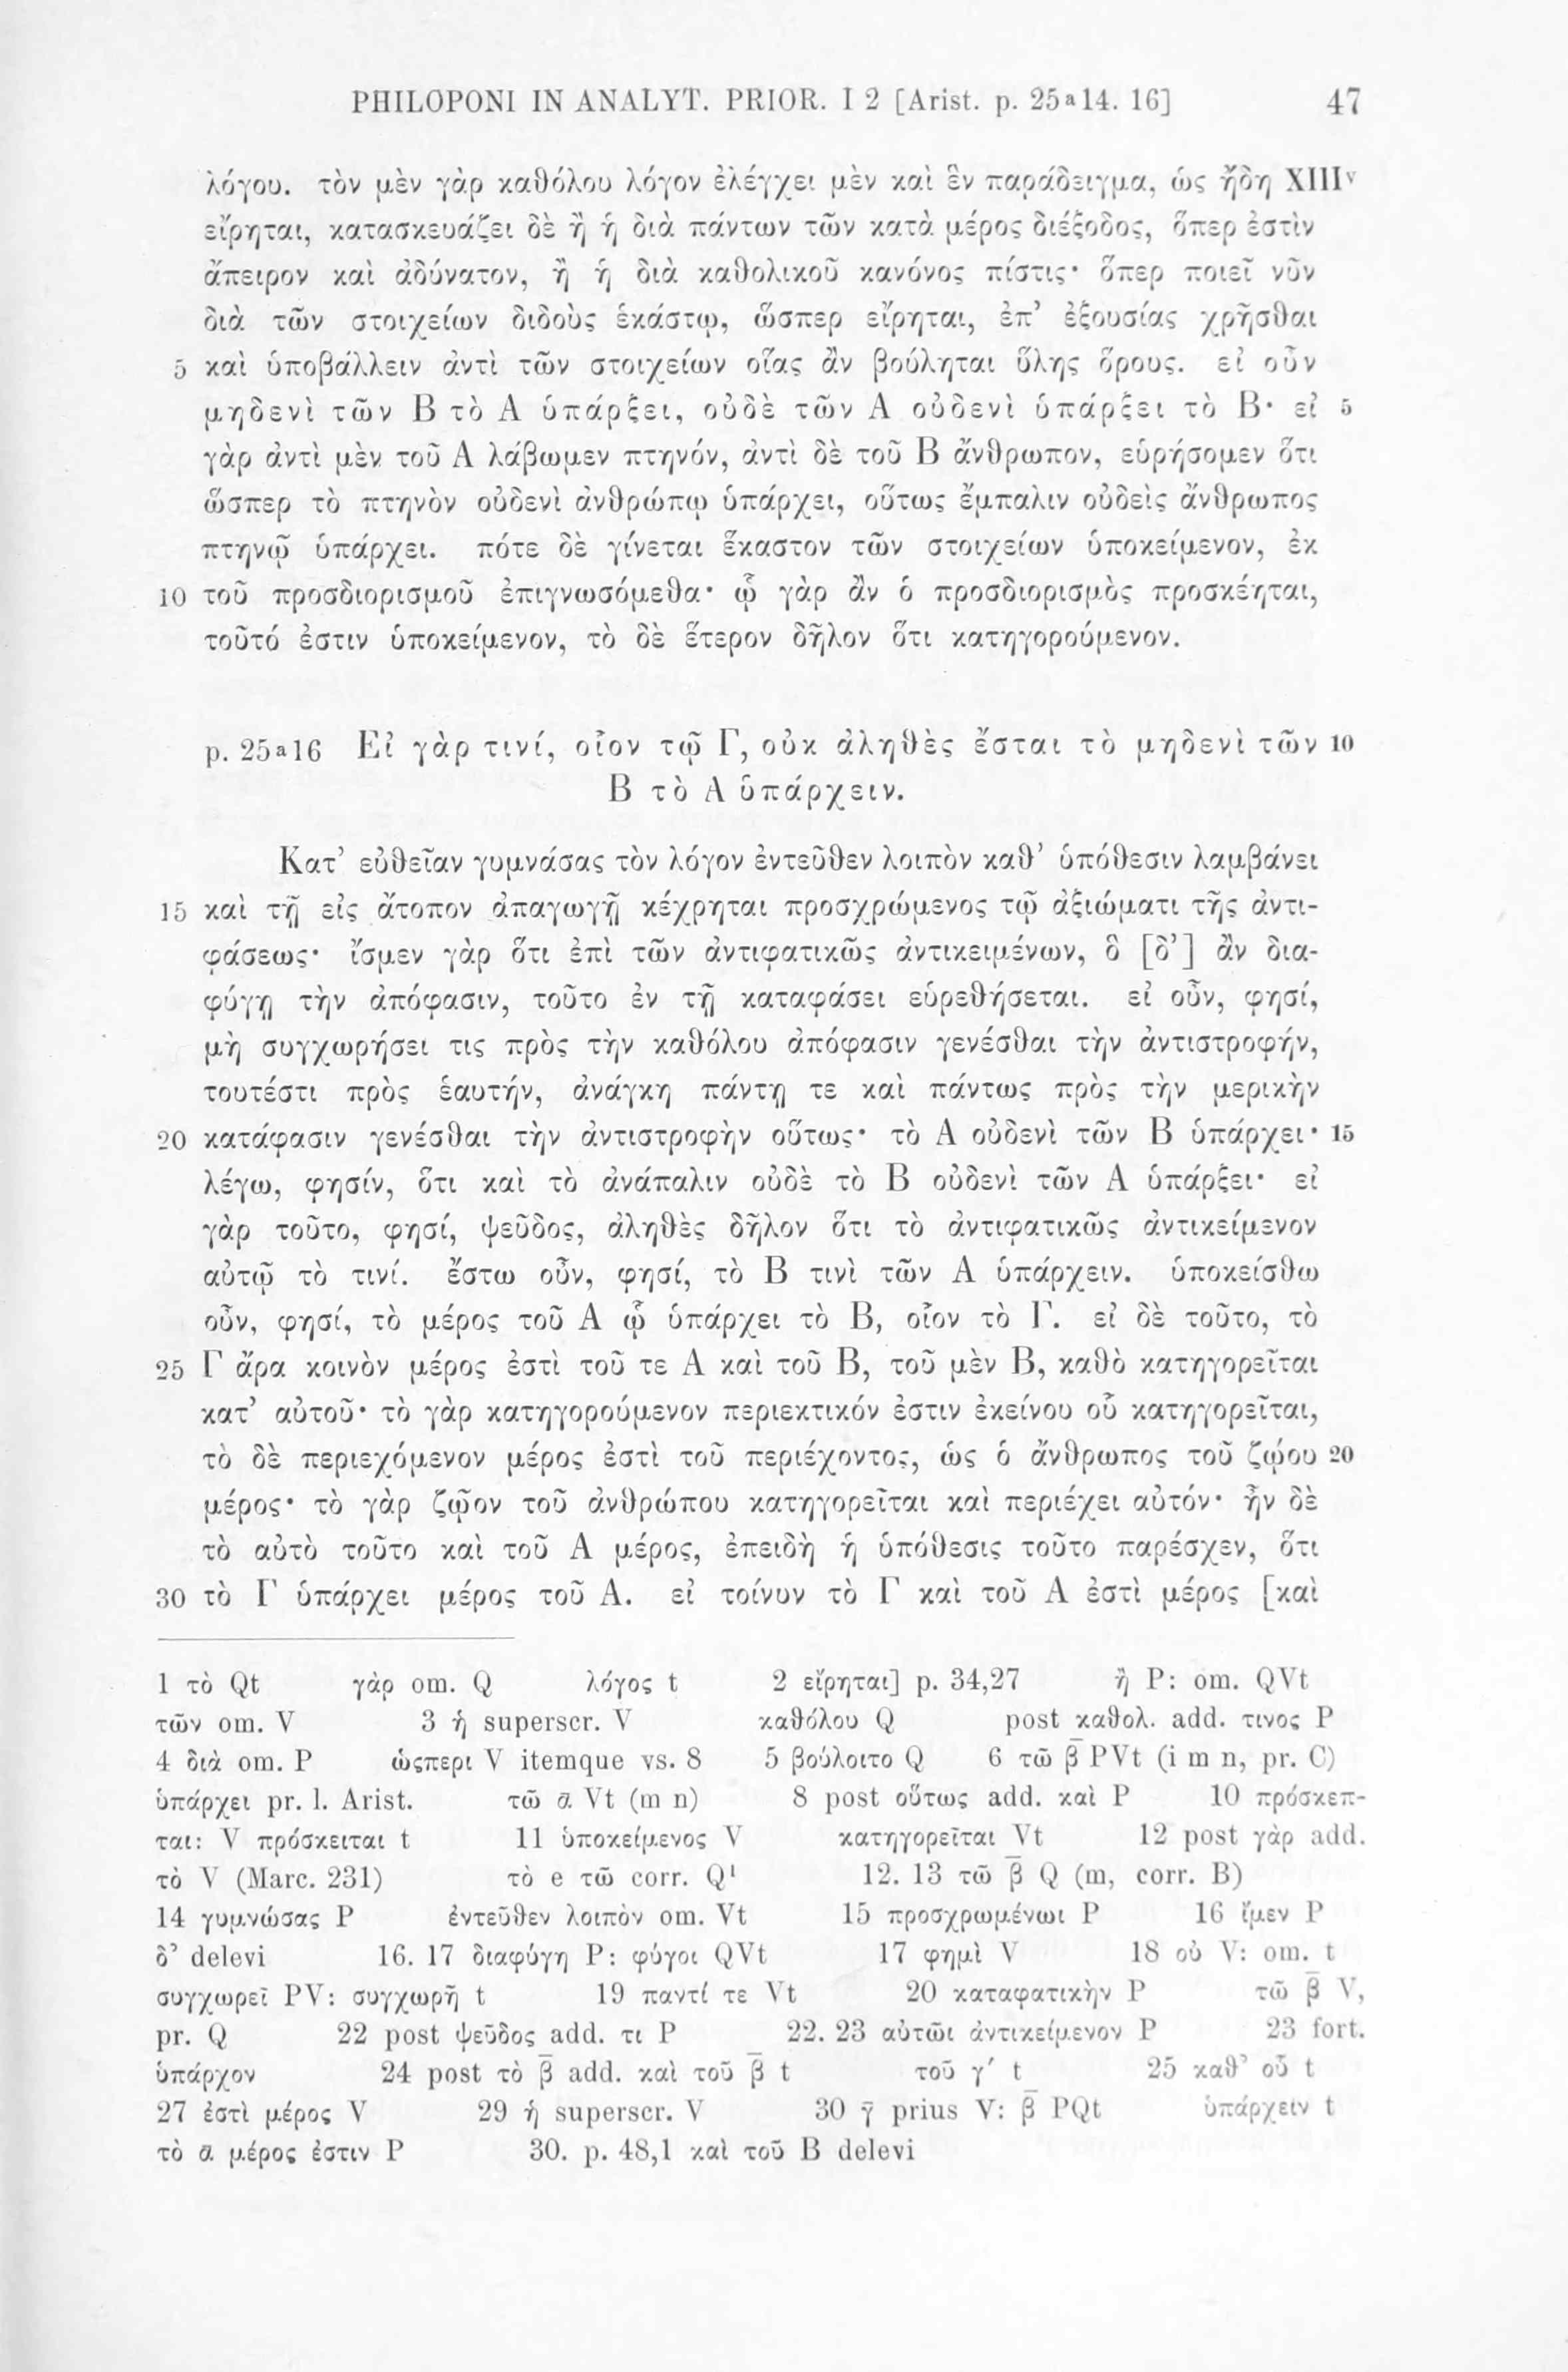 PHILOPONI IN ANALYT. PRIOR. I 2 [Arist. p. 25ª14. 16] 47
λόγου. τὸν μὲν γὰρ καθόλου λόγον ἐλέγχει μὲν καὶ ἓν παράδειγμα, ὡς ἤδη XIIIᵛ
εἴρηται, κατασκευάζει δὲ ἢ ἡ διὰ πάντων τῶν κατὰ μέρος διέξοδος, ὅπερ ἐστὶν
ἄπειρον καὶ ἀδύνατον, ἢ ἡ διὰ καθολικοῦ κανόνος πίστις· ὅπερ ποιεῖ νῦν
διὰ τῶν στοιχείων διδοὺς ἑκάστῳ, ὥσπερ εἴρηται, ἐπ’ ἐξουσίας χρῆσθαι
5 καὶ ὑποβάλλειν ἀντὶ τῶν στοιχείων οἵας ἂν βούληται ὕλης ὅρους. εἰ οὖν
μηδενὶ τῶν Β τὸ Α ὑπάρξει, οὐδὲ τῶν Α οὐδενὶ ὑπάρξει τὸ Β· εἰ 5
γὰρ ἀντὶ μὲν τοῦ Α λάβωμεν πτηνόν, ἀντὶ δὲ τοῦ Β ἄνθρωπον, εὑρήσομεν ὅτι
ὥσπερ τὸ πτηνὸν οὐδενὶ ἀνθρώπῳ ὑπάρχει, οὕτως ἔμπαλιν οὐδεὶς ἄνθρωπος
πτηνῷ ὑπάρχει. πότε δὲ γίνεται ἕκαστον τῶν στοιχείων ὑποκείμενον, ἐκ
10 τοῦ προσδιορισμοῦ ἐπιγνωσόμεθα· ᾧ γὰρ ἂν ὁ προσδιορισμὸς προσκέηται,
τοῦτό ἐστιν ὑποκείμενον, τὸ δὲ ἕτερον δῆλον ὅτι κατηγορούμενον.
p. 25ª16 Εἰ γὰρ τινί, οἷον τῷ Γ, οὐκ ἀληθὲς ἔσται τὸ μηδενὶ τῶν 10
Β τὸ Α ὑπάρχειν.
Κατ’ εὐθεῖαν γυμνάσας τὸν λόγον ἐντεῦθεν λοιπὸν καθ’ ὑπόθεσιν λαμβάνει
15 καὶ τῇ εἰς ἄτοπον ἀπαγωγῇ κέχρηται προσχρώμενος τῷ ἀξιώματι τῆς ἀντι-
φάσεως· ἴσμεν γὰρ ὅτι ἐπὶ τῶν ἀντιφατικῶς ἀντικειμένων, ὃ [δ’] ἂν δια-
φύγῃ τὴν ἀπόφασιν, τοῦτο ἐν τῇ καταφάσει εὑρεθήσεται. εἰ οὖν, φησί,
μὴ συγχωρήσει τις πρὸς τὴν καθόλου ἀπόφασιν γενέσθαι τὴν ἀντιστροφήν,
τουτέστι πρὸς ἑαυτήν, ἀνάγκη πάντῃ τε καὶ πάντως πρὸς τὴν μερικὴν
20 κατάφασιν γενέσθαι τὴν ἀντιστροφὴν οὕτως· τὸ Α οὐδενὶ τῶν Β ὑπάρχει· 15
λέγω, φησίν, ὅτι καὶ τὸ ἀνάπαλιν οὐδὲ τὸ Β οὐδενὶ τῶν Α ὑπάρξει· εἰ
γὰρ τοῦτο, φησί, ψεῦδος, ἀληθὲς δῆλον ὅτι τὸ ἀντιφατικῶς ἀντικείμενον
αὐτῷ τὸ τινί. ἔστω οὖν, φησί, τὸ Β τινὶ τῶν Α ὑπάρχειν. ὑποκείσθω
οὖν, φησί, τὸ μέρος τοῦ Α ᾧ ὑπάρχει τὸ Β, οἷον τὸ Γ. εἰ δὲ τοῦτο, τὸ
25 Γ ἄρα κοινὸν μέρος ἐστὶ τοῦ τε Α καὶ τοῦ Β, τοῦ μὲν Β, καθὸ κατηγορεῖται
κατ’ αὐτοῦ· τὸ γὰρ κατηγορούμενον περιεκτικόν ἐστιν ἐκείνου οὗ κατηγορεῖται,
τὸ δὲ περιεχόμενον μέρος ἐστὶ τοῦ περιέχοντος, ὡς ὁ ἄνθρωπος τοῦ ζῴου 20
μέρος· τὸ γὰρ ζῷον τοῦ ἀνθρώπου κατηγορεῖται καὶ περιέχει αὐτόν· ἦν δὲ
τὸ αὐτὸ τοῦτο καὶ τοῦ Α μέρος, ἐπειδὴ ἡ ὑπόθεσις τοῦτο παρέσχεν, ὅτι
30 τὸ Γ ὑπάρχει μέρος τοῦ Α. εἰ τοίνυν τὸ Γ καὶ τοῦ Α ἐστὶ μέρος [καὶ
1 τὸ Qt γὰρ om. Q λόγος t 2 εἴρηται] p. 34,27 ἢ P: om. QVt
τῶν om. V 3 ἡ superscr. V καθόλου Q post καθολ. add. τινος P
4 διὰ om. P ὡςπερι V itemque vs. 8 5 βούλοιτο Q 6 τῶ β̅ PVt (i m n, pr. C)
ὑπάρχει pr. l. Arist. τῶ α̅ Vt (m n) 8 post οὕτως add. καὶ P 10 πρόσκεπ-
ται: V πρόσκειται t 11 ὑποκείμενος V κατηγορεῖται Vt 12 post γὰρ add.
τὸ V (Marc. 231) τὸ e τῶ corr. Q¹ 12. 13 τῶ β̅ Q (m, corr. B)
14 γυμνώσας P ἐντεῦθεν λοιπὸν om. Vt 15 προσχρωμένωι P 16 ἴμεν P
δ’ delevi 16. 17 διαφύγη P: φύγοι QVt 17 φημὶ V 18 οὐ V: om. t
συγχωρεῖ PV: συγχωρῆ t 19 παντί τε Vt 20 καταφατικὴν P τῶ β̅ V,
pr. Q 22 post ψεῦδος add. τι P 22. 23 αὐτῶι ἀντικείμενον P 23 fort.
ὑπάρχον 24 post τὸ β̅ add. καὶ τοῦ β̅ t τοῦ γ′ t 25 καθ’ οὗ t
27 ἐστὶ μέρος V 29 ἡ superscr. V 30 γ̅ prius V: β̅ PQt ὑπάρχειν t
τὸ α̅ μέρος ἐστιν P 30. p. 48,1 καὶ τοῦ Β delevi